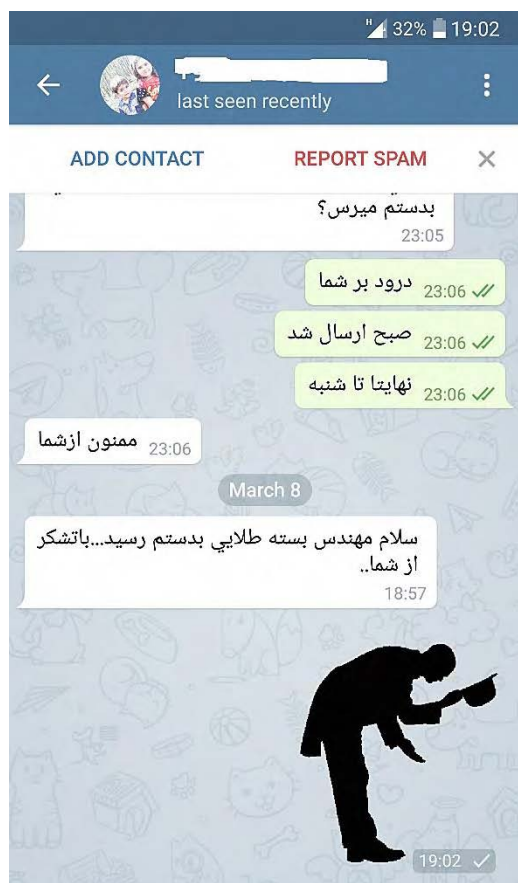 32% 19:02
last seen recently
ADD CONTACT REPORT SPAM
بدستم میرس؟
23:05
درود بر شما 23:06
صبح ارسال شد 23:06
نهایتا تا شنبه 23:06
ممنون ازشما 23:06
March 8
سلام مهندس بسته طلايي بدستم رسید...باتشکر
از شما..
18:57
19:02